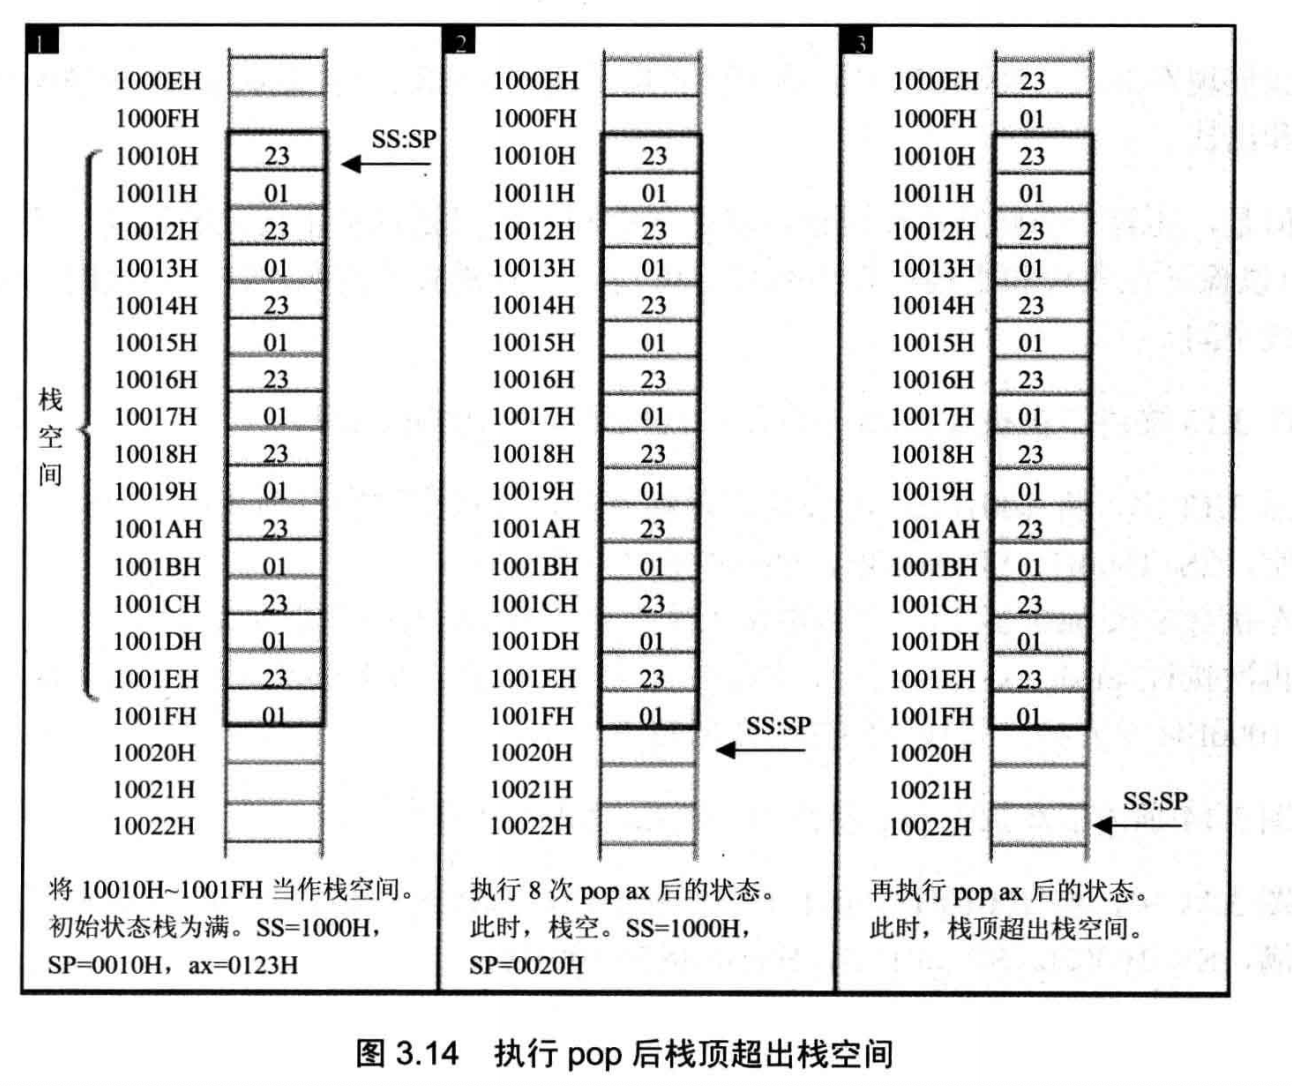 1
1000EH
1000FH
10010H 23
SS:SP
10011H 01
10012H 23
10013H 01
10014H 23
10015H 01
10016H 23
10017H 01
10018H 23
10019H 01
1001AH 23
1001BH 01
1001CH 23
1001DH 01
1001EH 23
1001FH 01
10020H
10021H
10022H
栈
空
间
将 10010H~1001FH 当作栈空间。
初始状态栈为满。SS=1000H，
SP=0010H，ax=0123H
2
1000EH
1000FH
10010H 23
10011H 01
10012H 23
10013H 01
10014H 23
10015H 01
10016H 23
10017H 01
10018H 23
10019H 01
1001AH 23
1001BH 01
1001CH 23
1001DH 01
1001EH 23
1001FH 01
SS:SP
10020H
10021H
10022H
执行 8 次 pop ax 后的状态。
此时，栈空。SS=1000H，
SP=0020H
3
1000EH 23
1000FH 01
10010H 23
10011H 01
10012H 23
10013H 01
10014H 23
10015H 01
10016H 23
10017H 01
10018H 23
10019H 01
1001AH 23
1001BH 01
1001CH 23
1001DH 01
1001EH 23
1001FH 01
10020H
10021H
SS:SP
10022H
再执行 pop ax 后的状态。
此时，栈顶超出栈空间。
图 3.14 执行 pop 后栈顶超出栈空间